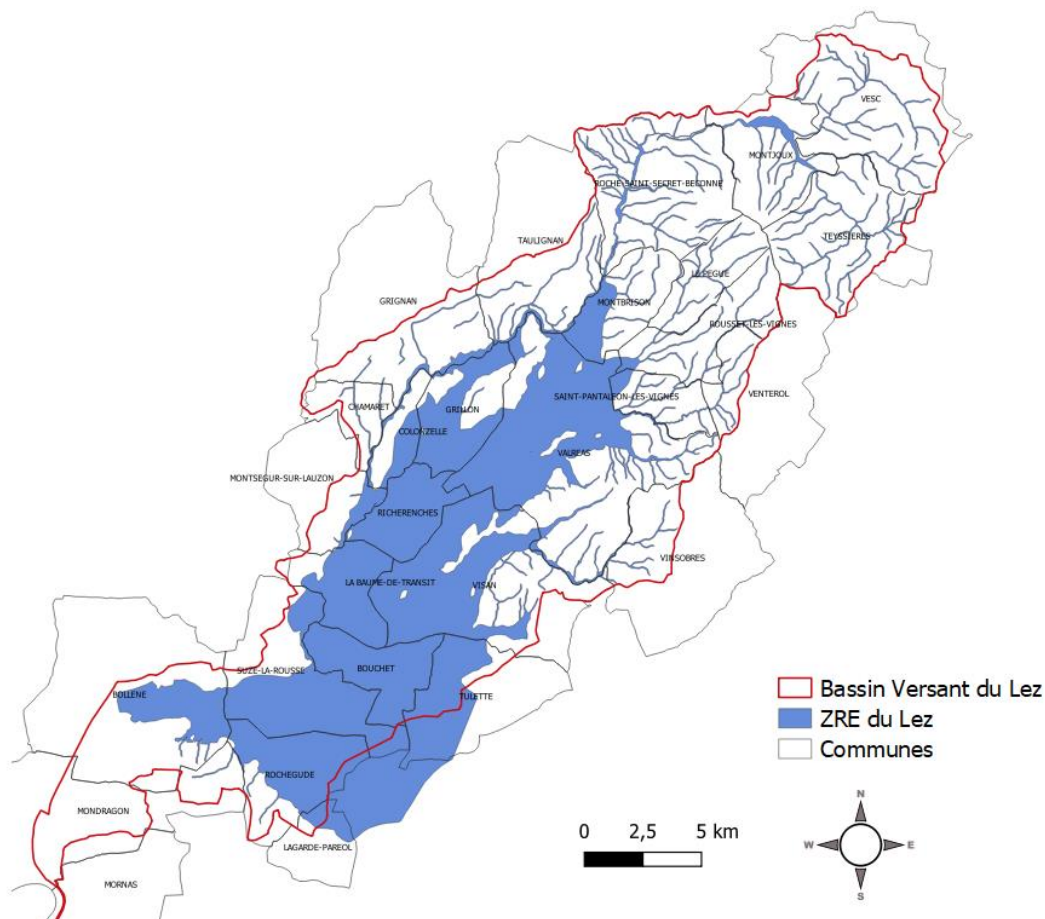 VESC
MONTJOUX
ROCHE-SAINT-SECRET-BECONNE
TEYSSIERES
TAULIGNAN
LE PEGUE
GRIGNAN
MONTBRISON
ROUSSET-LES-VIGNES
VENTEROL
SAINT-PANTALEON-LES-VIGNES
CHAMARET
GRILLON
COLONZELLE
VALREAS
MONTSEGUR-SUR-LAUZON
RICHERENCHES
VINSOBRES
LA BAUME-DE-TRANSIT
VISAN
SUZE-LA-ROUSSE
BOUCHET
BOLLENE
TULETTE
Bassin Versant du Lez
ZRE du Lez
Communes
ROCHEGUDE
MONDRAGON
LAGARDE-PAREOL
MORNAS
0 2,5 5 km
N
W E
S